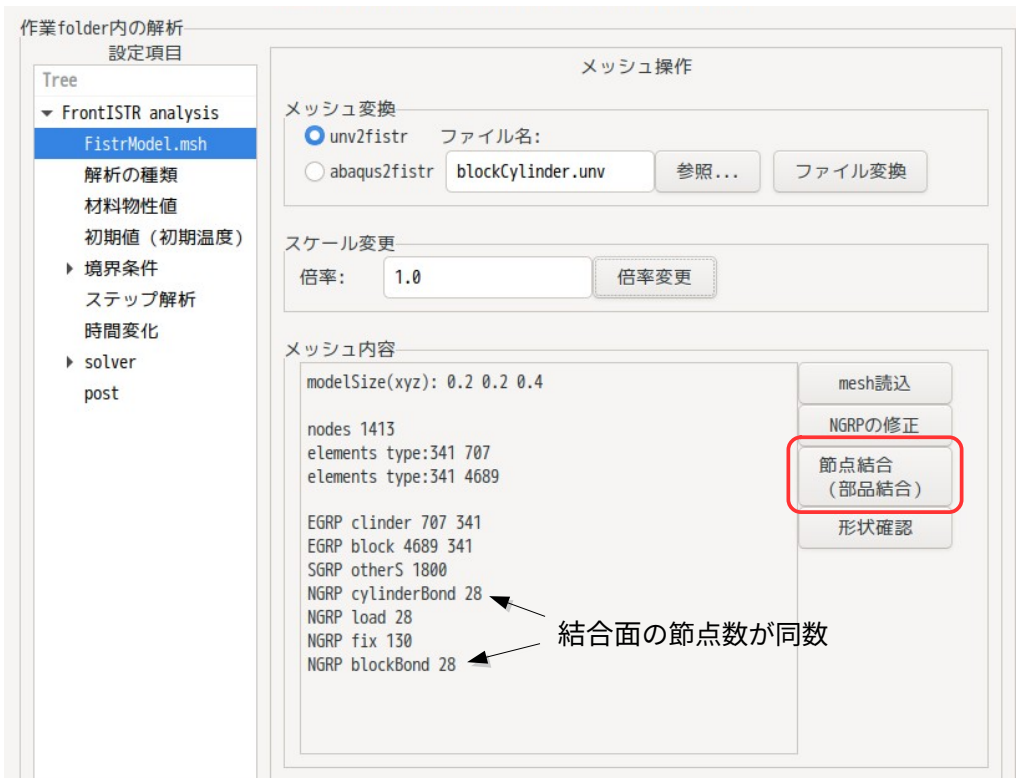 作業folder内の解析
設定項目
Tree
FrontISTR analysis
FistrModel.msh
解析の種類
材料物性値
初期値（初期温度）
境界条件
ステップ解析
時間変化
solver
post
メッシュ操作
メッシュ変換
unv2fistr ファイル名:
abaqus2fistr blockCylinder.unv 参照... ファイル変換
スケール変更
倍率: 1.0 倍率変更
メッシュ内容
modelSize(xyz): 0.2 0.2 0.4
nodes 1413
elements type:341 707
elements type:341 4689
EGRP clinder 707 341
EGRP block 4689 341
SGRP otherS 1800
NGRP cylinderBond 28
NGRP load 28
NGRP fix 130
NGRP blockBond 28
mesh読込
NGRPの修正
節点結合
（部品結合）
形状確認
結合面の節点数が同数